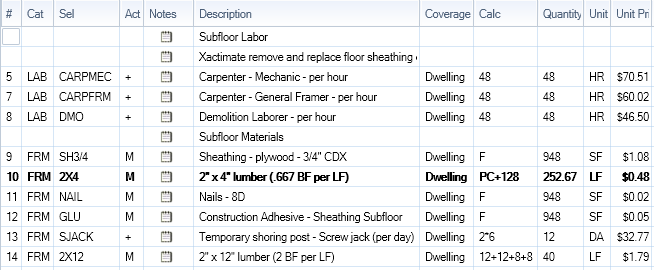 # Cat Sel Act Notes Description Coverage Calc Quantity Unit Unit Pri
Subfloor Labor
Xactimate remove and replace floor sheathing
5 LAB CARPMEC + Carpenter - Mechanic - per hour Dwelling 48 48 HR $70.51
7 LAB CARPFRM + Carpenter - General Framer - per hour Dwelling 48 48 HR $60.02
8 LAB DMO + Demolition Laborer - per hour Dwelling 48 48 HR $46.50
Subfloor Materials
9 FRM SH3/4 M Sheathing - plywood - 3/4" CDX Dwelling F 948 SF $1.08
10 FRM 2X4 M 2" x 4" lumber (.667 BF per LF) Dwelling PC+128 252.67 LF $0.48
11 FRM NAIL M Nails - 8D Dwelling F 948 SF $0.02
12 FRM GLU M Construction Adhesive - Sheathing Subfloor Dwelling F 948 SF $0.05
13 FRM SJACK + Temporary shoring post - Screw jack (per day) Dwelling 2*6 12 DA $32.77
14 FRM 2X12 M 2" x 12" lumber (2 BF per LF) Dwelling 12+12+8+8 40 LF $1.79